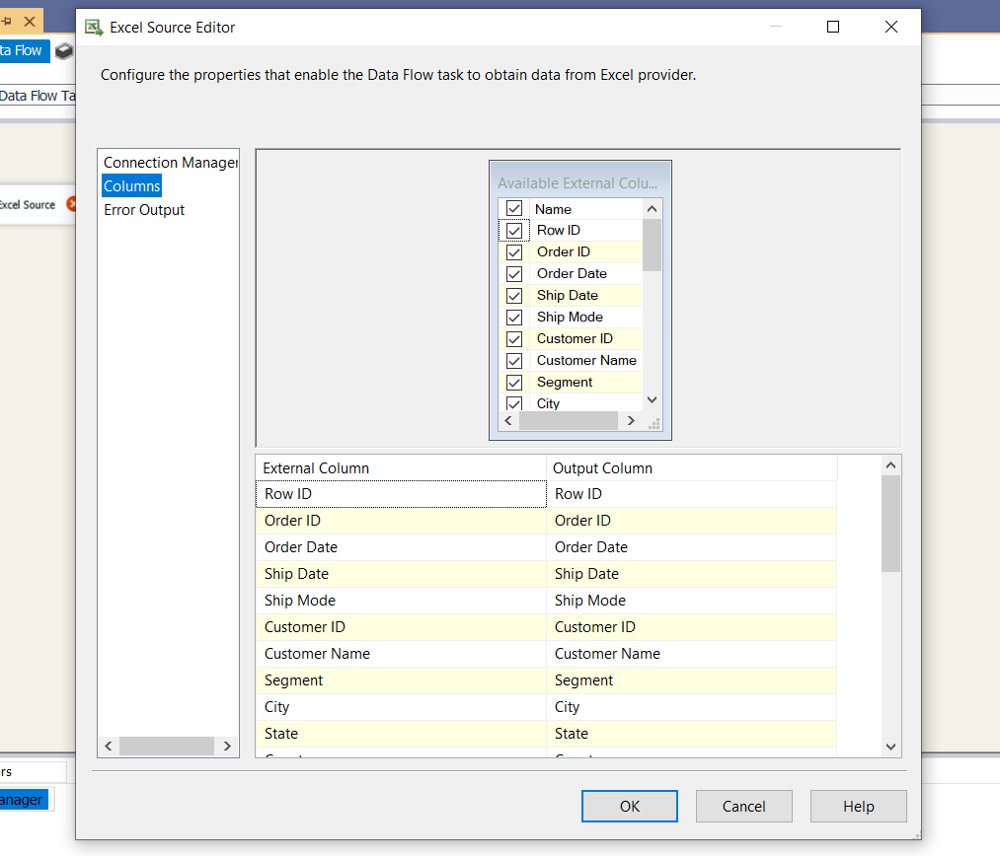 Excel Source Editor
ta Flow
Configure the properties that enable the Data Flow task to obtain data from Excel provider.
Data Flow Ta
Connection Manager
Columns
Error Output
Excel Source
Available External Colu...
Name
Row ID
Order ID
Order Date
Ship Date
Ship Mode
Customer ID
Customer Name
Segment
City
External Column Output Column
Row ID Row ID
Order ID Order ID
Order Date Order Date
Ship Date Ship Date
Ship Mode Ship Mode
Customer ID Customer ID
Customer Name Customer Name
Segment Segment
City City
State State
rs
anager
OK Cancel Help